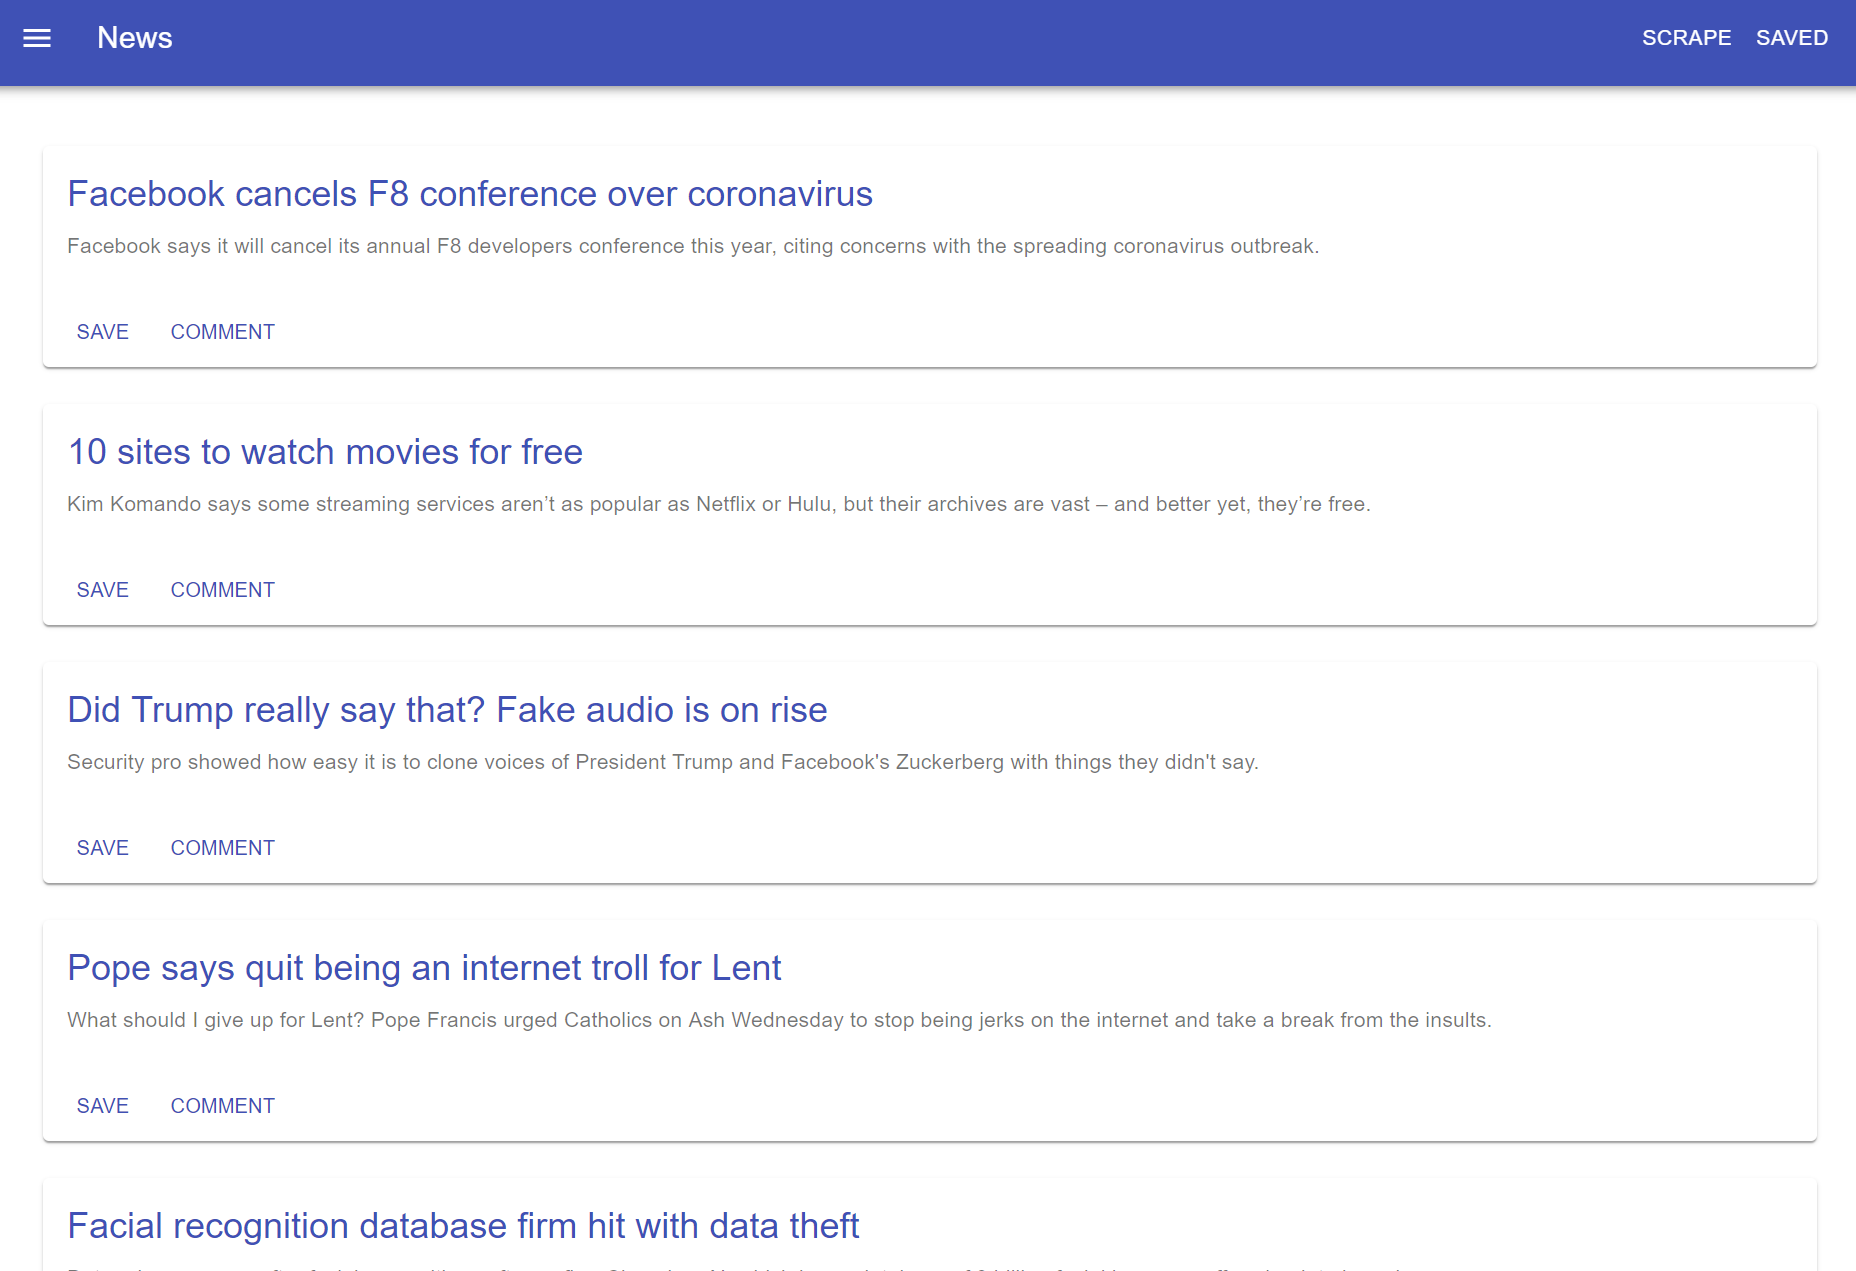 News
SCRAPE SAVED
Facebook cancels F8 conference over coronavirus
Facebook says it will cancel its annual F8 developers conference this year, citing concerns with the spreading coronavirus outbreak.
SAVE COMMENT
10 sites to watch movies for free
Kim Komando says some streaming services aren’t as popular as Netflix or Hulu, but their archives are vast – and better yet, they’re free.
SAVE COMMENT
Did Trump really say that? Fake audio is on rise
Security pro showed how easy it is to clone voices of President Trump and Facebook's Zuckerberg with things they didn't say.
SAVE COMMENT
Pope says quit being an internet troll for Lent
What should I give up for Lent? Pope Francis urged Catholics on Ash Wednesday to stop being jerks on the internet and take a break from the insults.
SAVE COMMENT
Facial recognition database firm hit with data theft